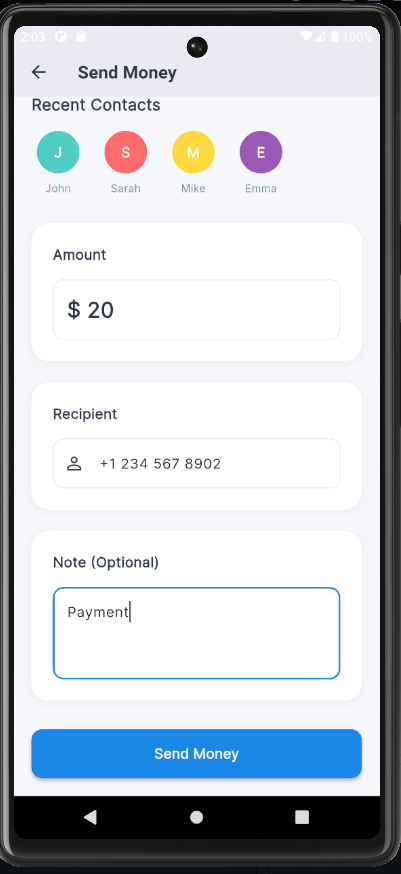 2:03 100%
Send Money
Recent Contacts
J S M E
John Sarah Mike Emma
Amount
$ 20
Recipient
+1 234 567 8902
Note (Optional)
Payment
Send Money